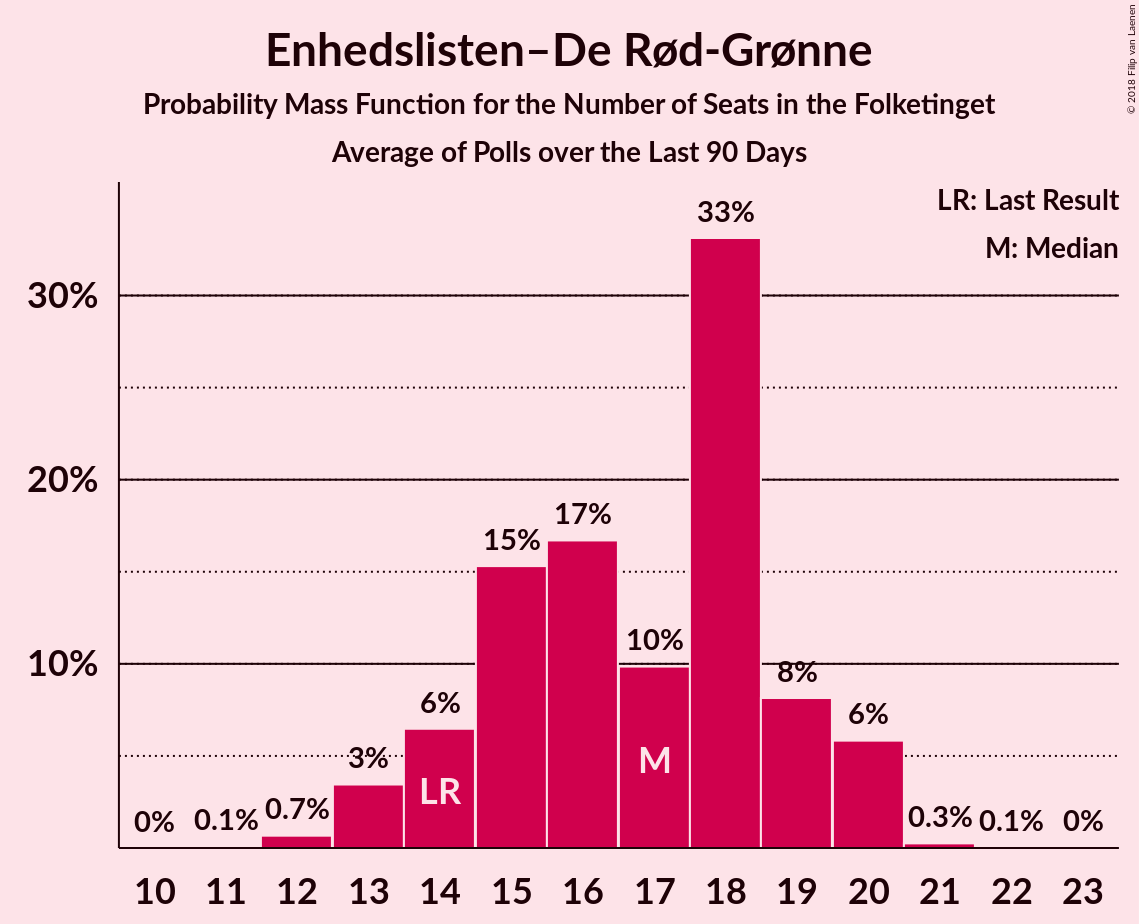 Enhedslisten–De Rød-Grønne
Probability Mass Function for the Number of Seats in the Folketinget
Average of Polls over the Last 90 Days
© 2018 Filip van Laenen
LR: Last Result
M: Median
30%
20%
10%
0%
0.1%
0.7%
3%
6%
15%
17%
10%
33%
8%
6%
0.3%
0.1%
0%
LR
M
10 11 12 13 14 15 16 17 18 19 20 21 22 23